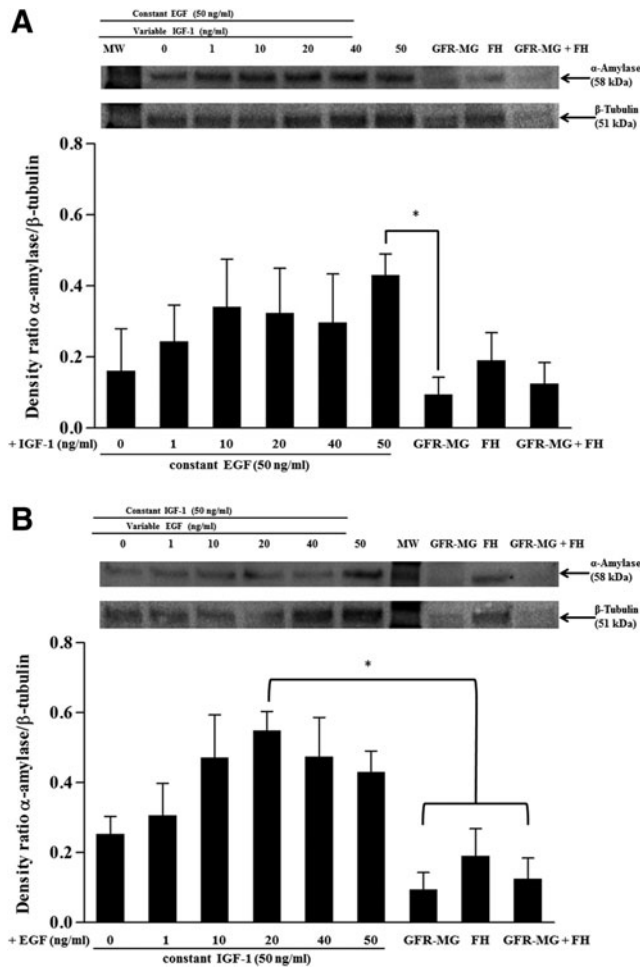 A
Constant EGF (50 ng/ml)
Variable IGF-1 (ng/ml)
MW 0 1 10 20 40 50 GFR-MG FH GFR-MG + FH
α-Amylase
(58 kDa)
β-Tubulin
(51 kDa)
Density ratio α-amylase/β-tubulin
0.8
0.6
0.4
0.2
0.0
*
+ IGF-1 (ng/ml) 0 1 10 20 40 50 GFR-MG FH GFR-MG + FH
constant EGF (50 ng/ml)
B
Constant IGF-1 (50 ng/ml)
Variable EGF (ng/ml)
0 1 10 20 40 50 MW GFR-MG FH GFR-MG + FH
α-Amylase
(58 kDa)
β-Tubulin
(51 kDa)
Density ratio α-amylase/β-tubulin
0.8
0.6
0.4
0.2
0.0
*
+ EGF (ng/ml) 0 1 10 20 40 50 GFR-MG FH GFR-MG + FH
constant IGF-1 (50 ng/ml)